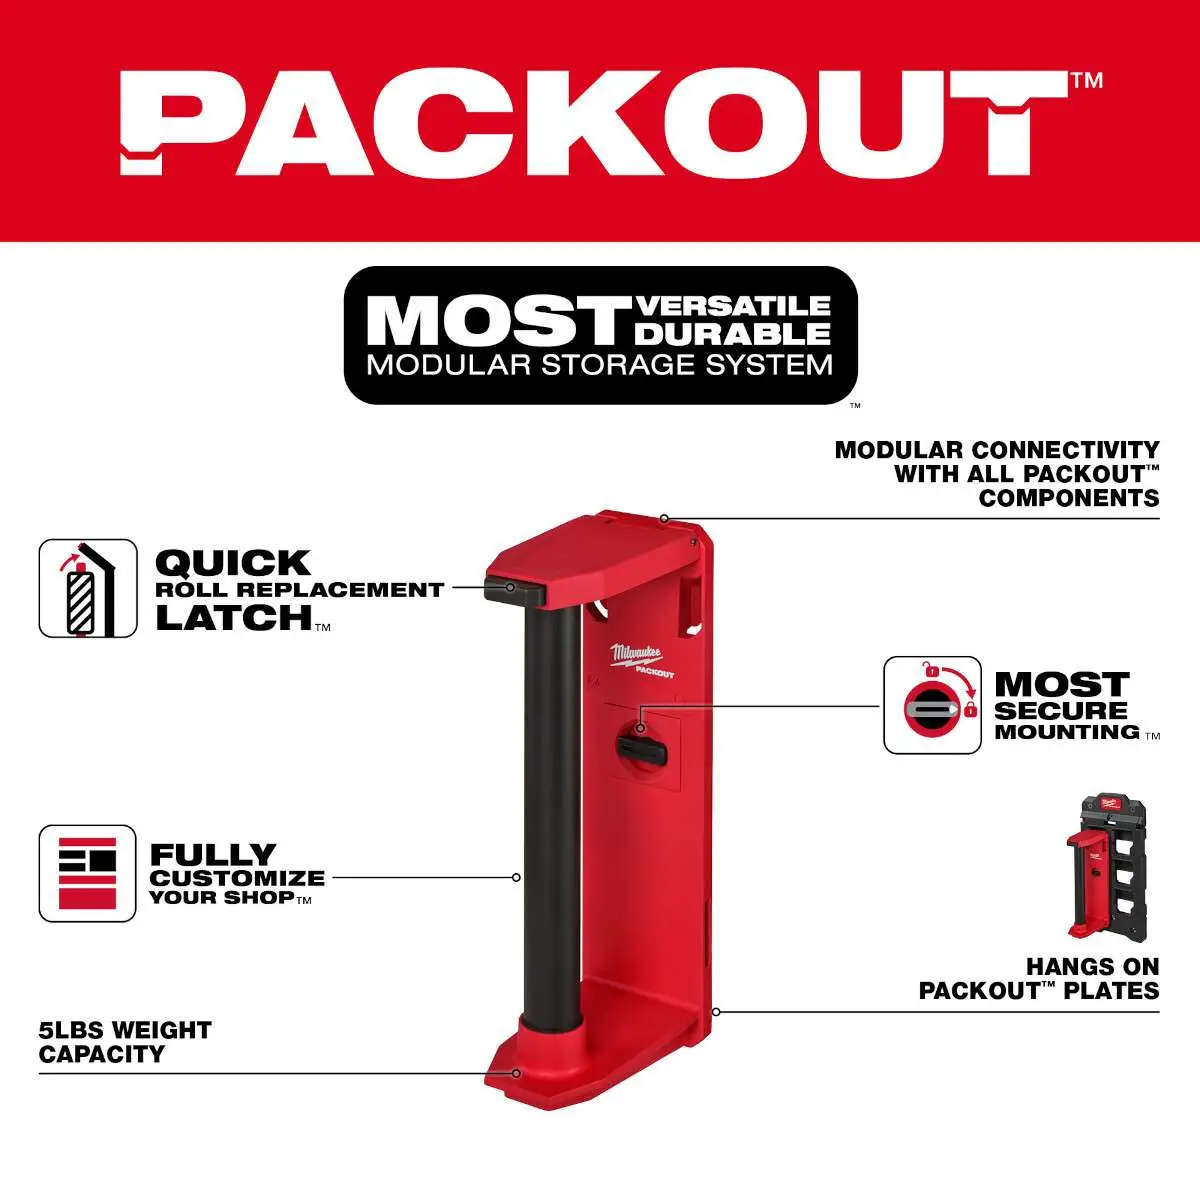 PACKOUT™
MOST VERSATILE
DURABLE
MODULAR STORAGE SYSTEM
™
MODULAR CONNECTIVITY
WITH ALL PACKOUT™
COMPONENTS
QUICK
ROLL REPLACEMENT
LATCH™
Milwaukee
PACKOUT
MOST
SECURE
MOUNTING™
FULLY
CUSTOMIZE
YOUR SHOP™
HANGS ON
PACKOUT™ PLATES
5LBS WEIGHT
CAPACITY